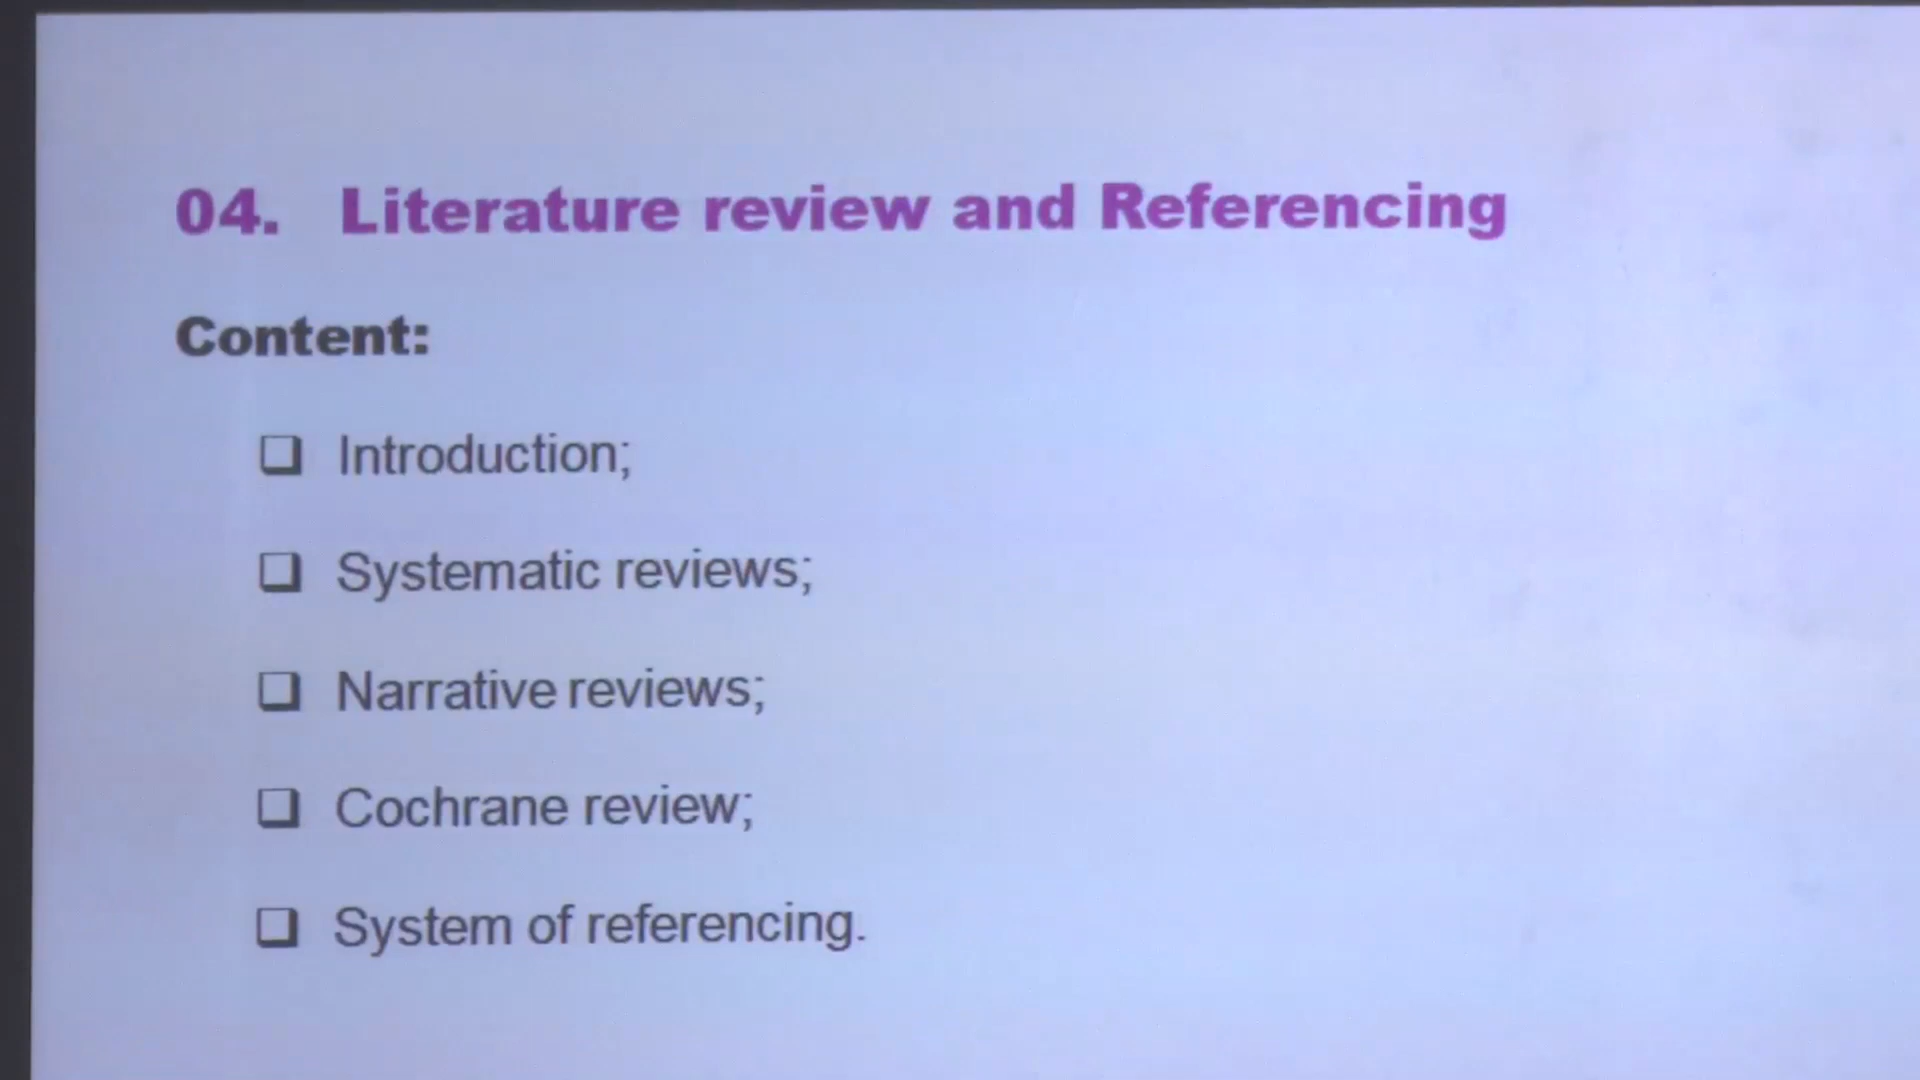 04. Literature review and Referencing
Content:
❑ Introduction;
❑ Systematic reviews;
❑ Narrative reviews;
❑ Cochrane review;
❑ System of referencing.